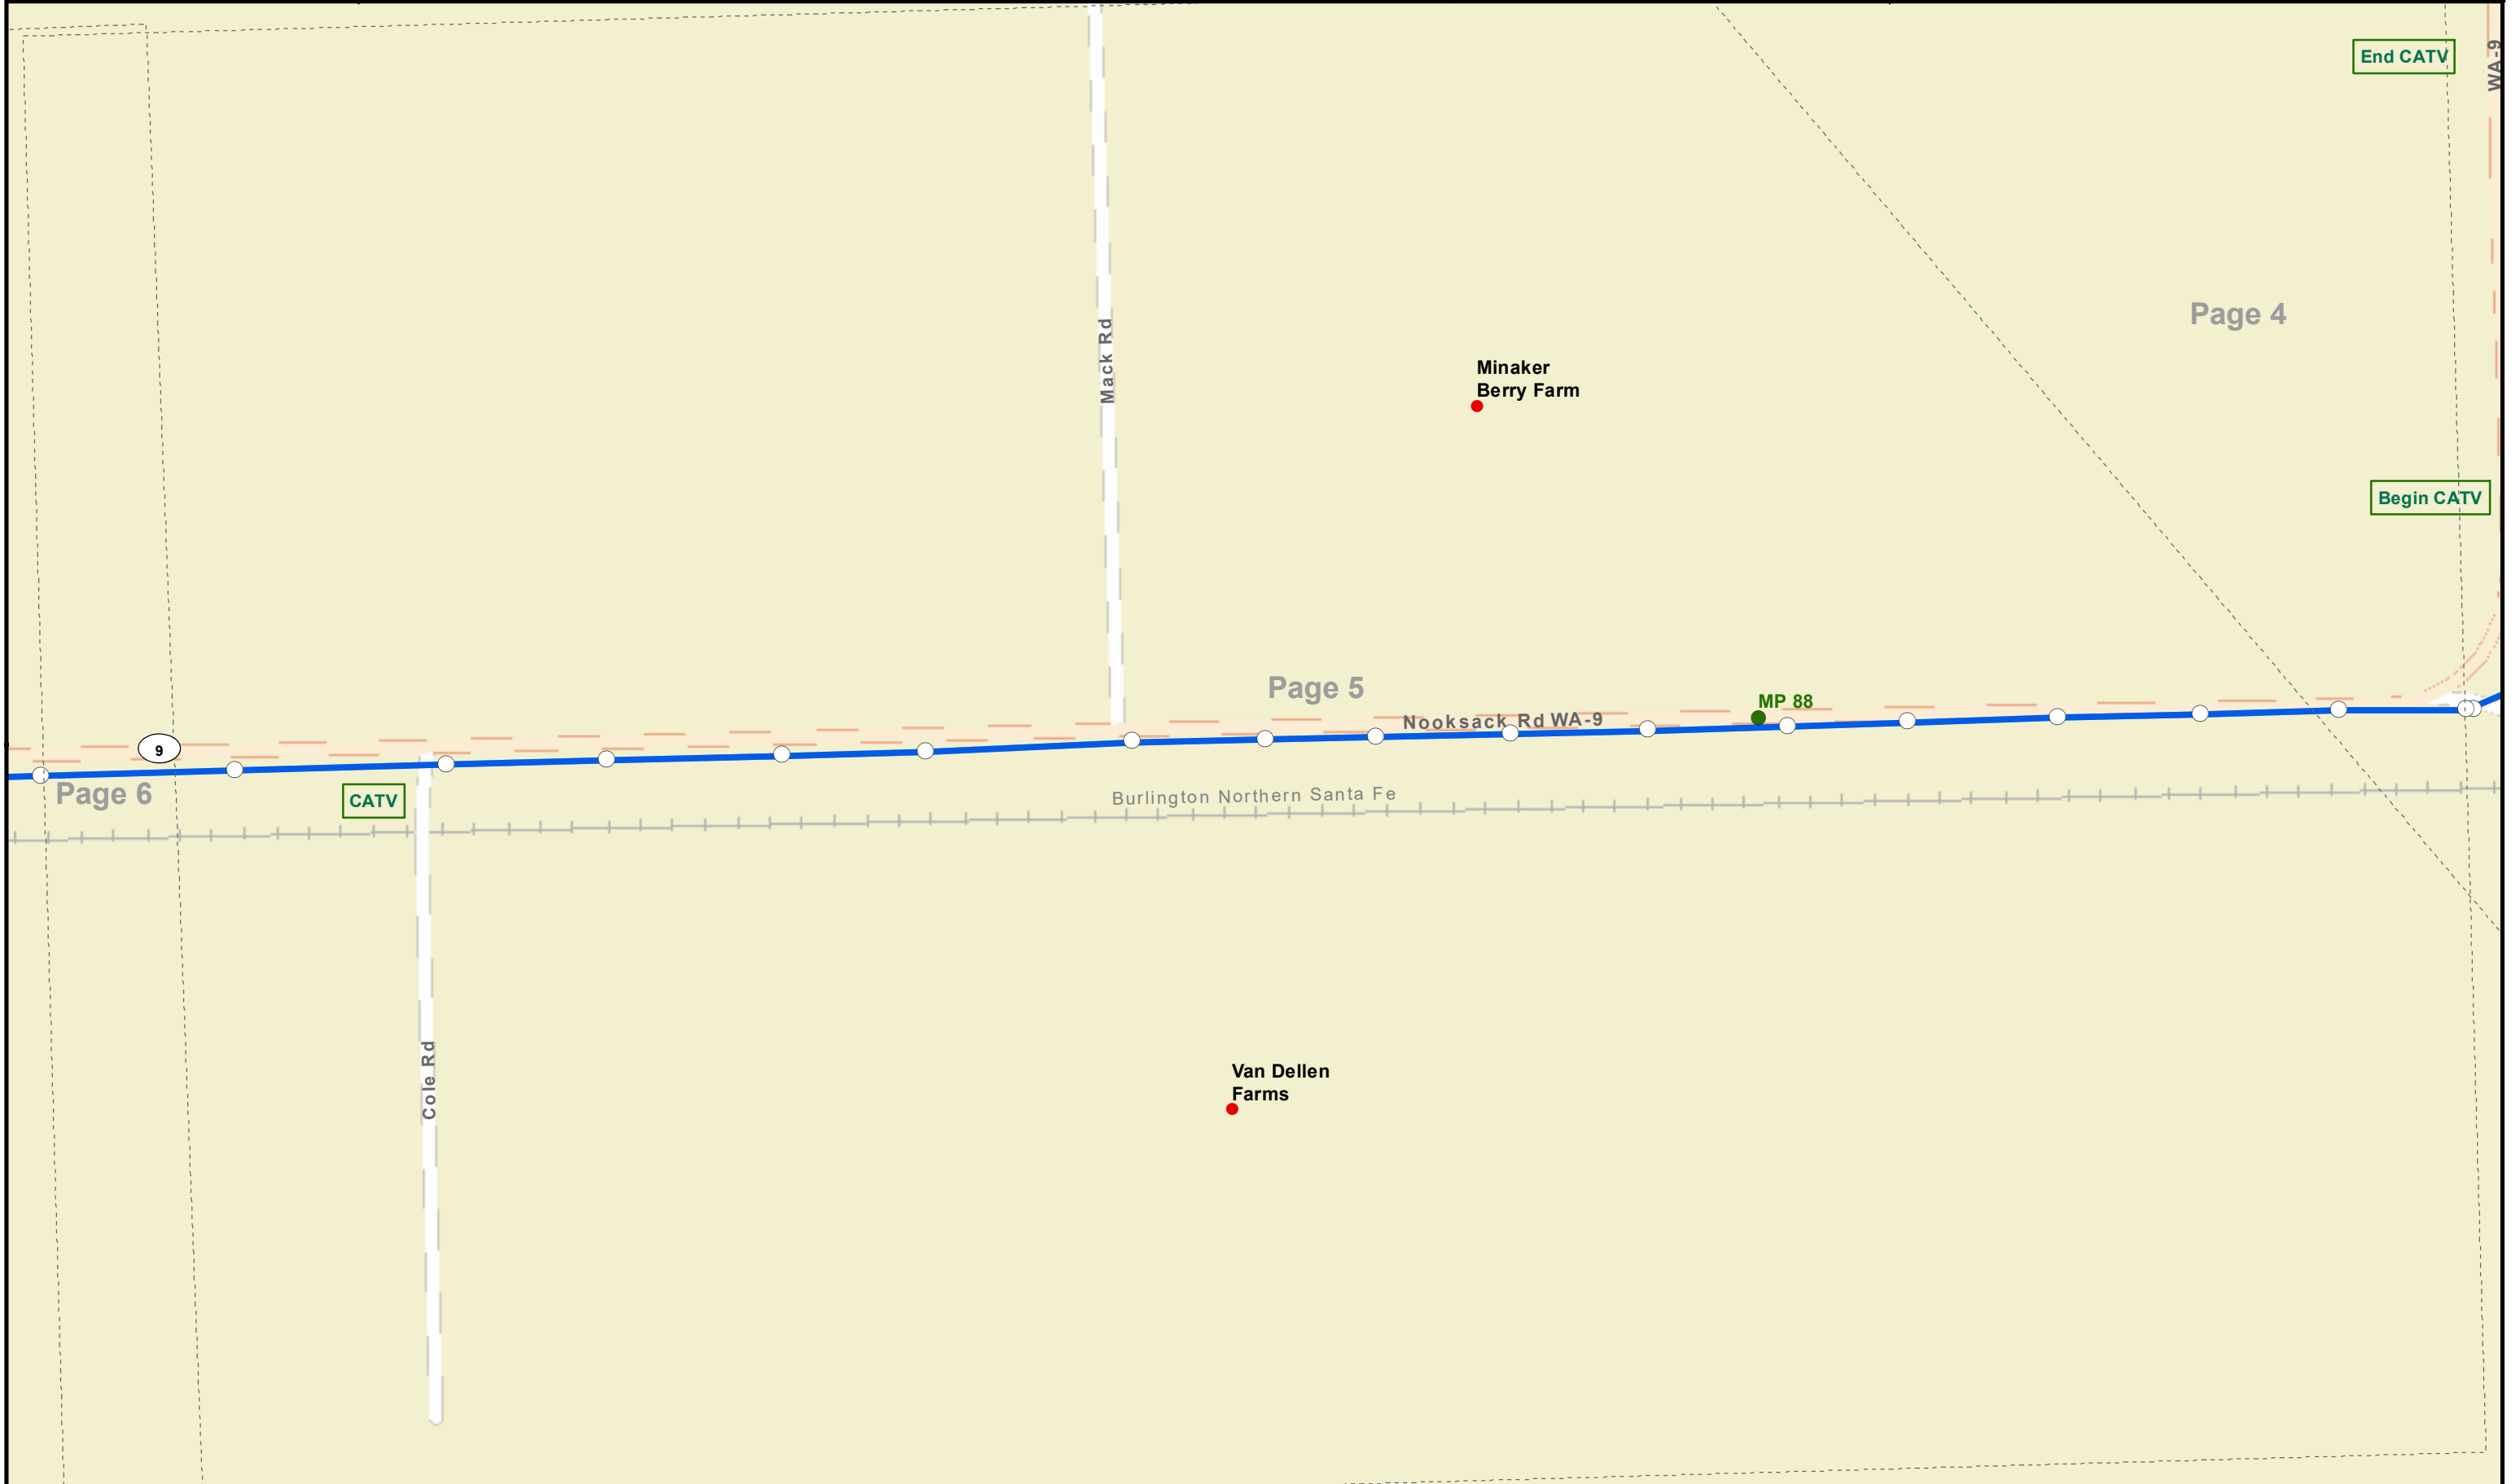 End CATV
WA-9
Page 4
Mack Rd
Minaker
Berry Farm
Begin CATV
Page 5
MP 88
Nooksack Rd WA-9
9
Page 6
CATV
Burlington Northern Santa Fe
Cole Rd
Van Dellen
Farms